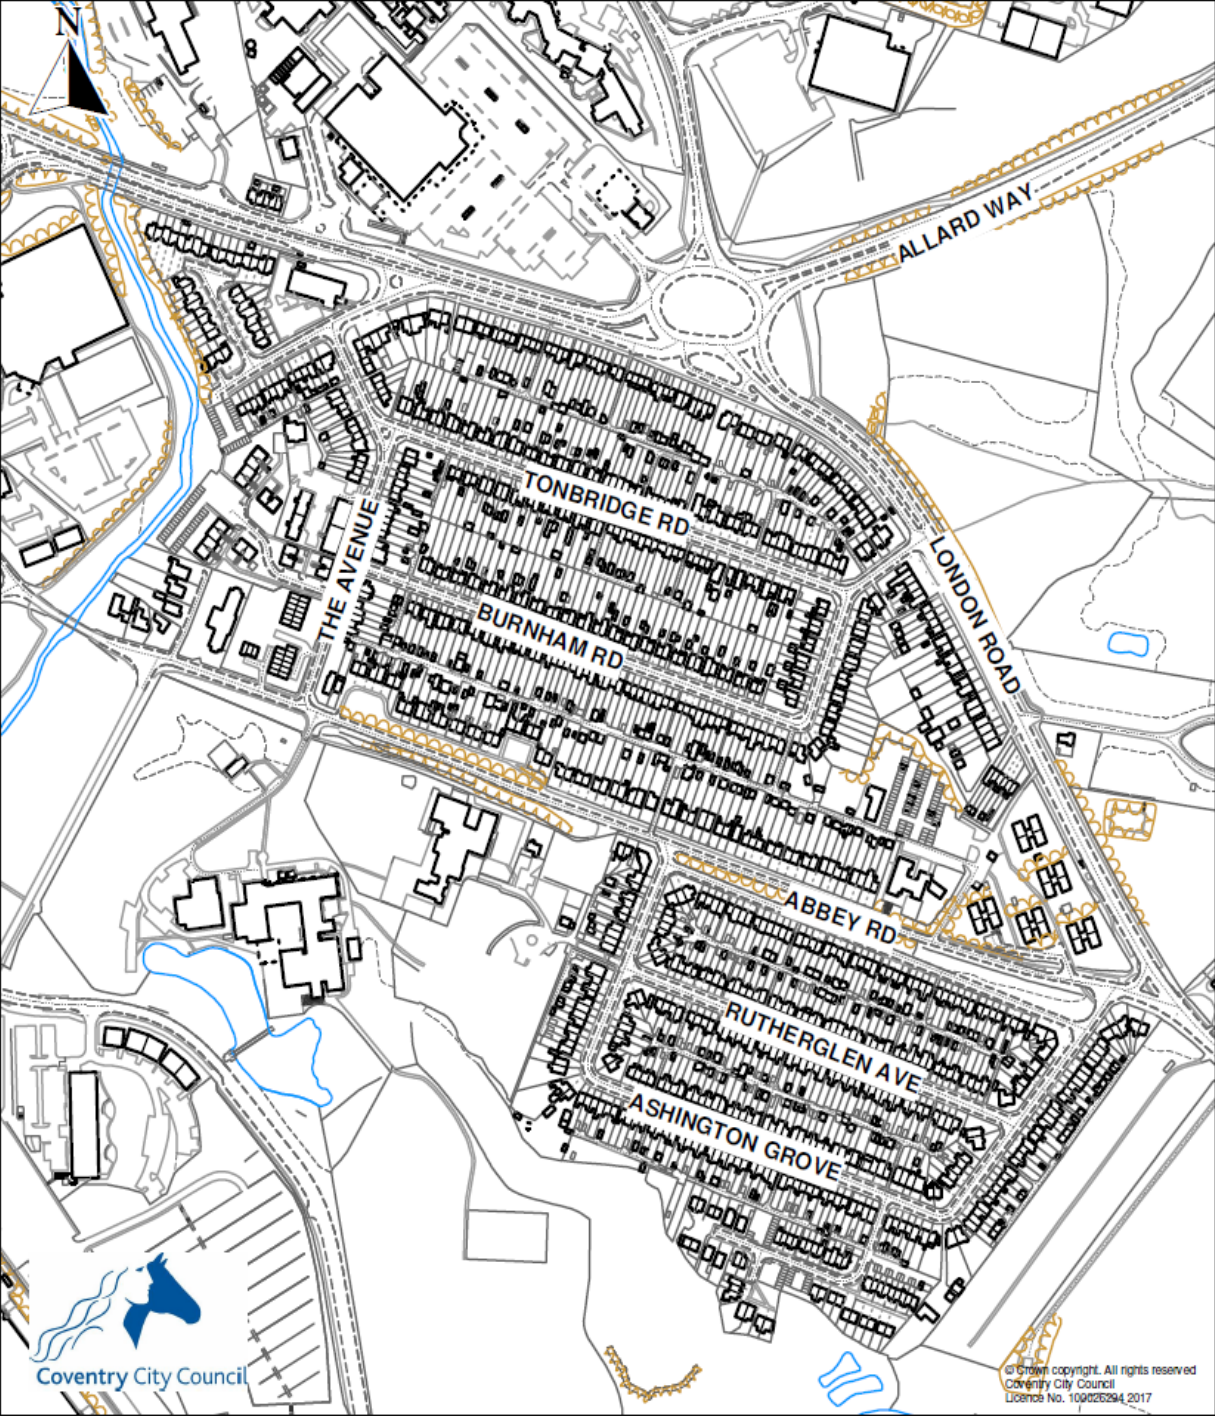 N
ALLARD WAY
TONBRIDGE RD
LONDON ROAD
THE AVENUE
BURNHAM RD
ABBEY RD
RUTHERGLEN AVE
ASHINGTON GROVE
Coventry City Council
© Crown copyright. All rights reserved
Coventry City Council
Licence No. 100026294 2017